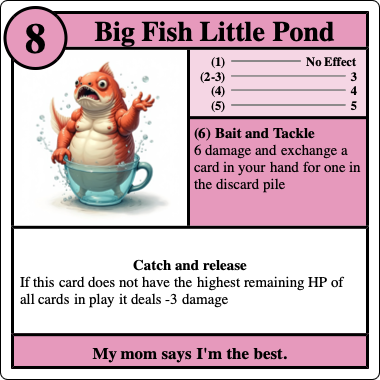 8
Big Fish Little Pond
(1) No Effect
(2-3) 3
(4) 4
(5) 5
(6) Bait and Tackle
6 damage and exchange a
card in your hand for one in
the discard pile
Catch and release
If this card does not have the highest remaining HP of
all cards in play it deals -3 damage
My mom says I'm the best.